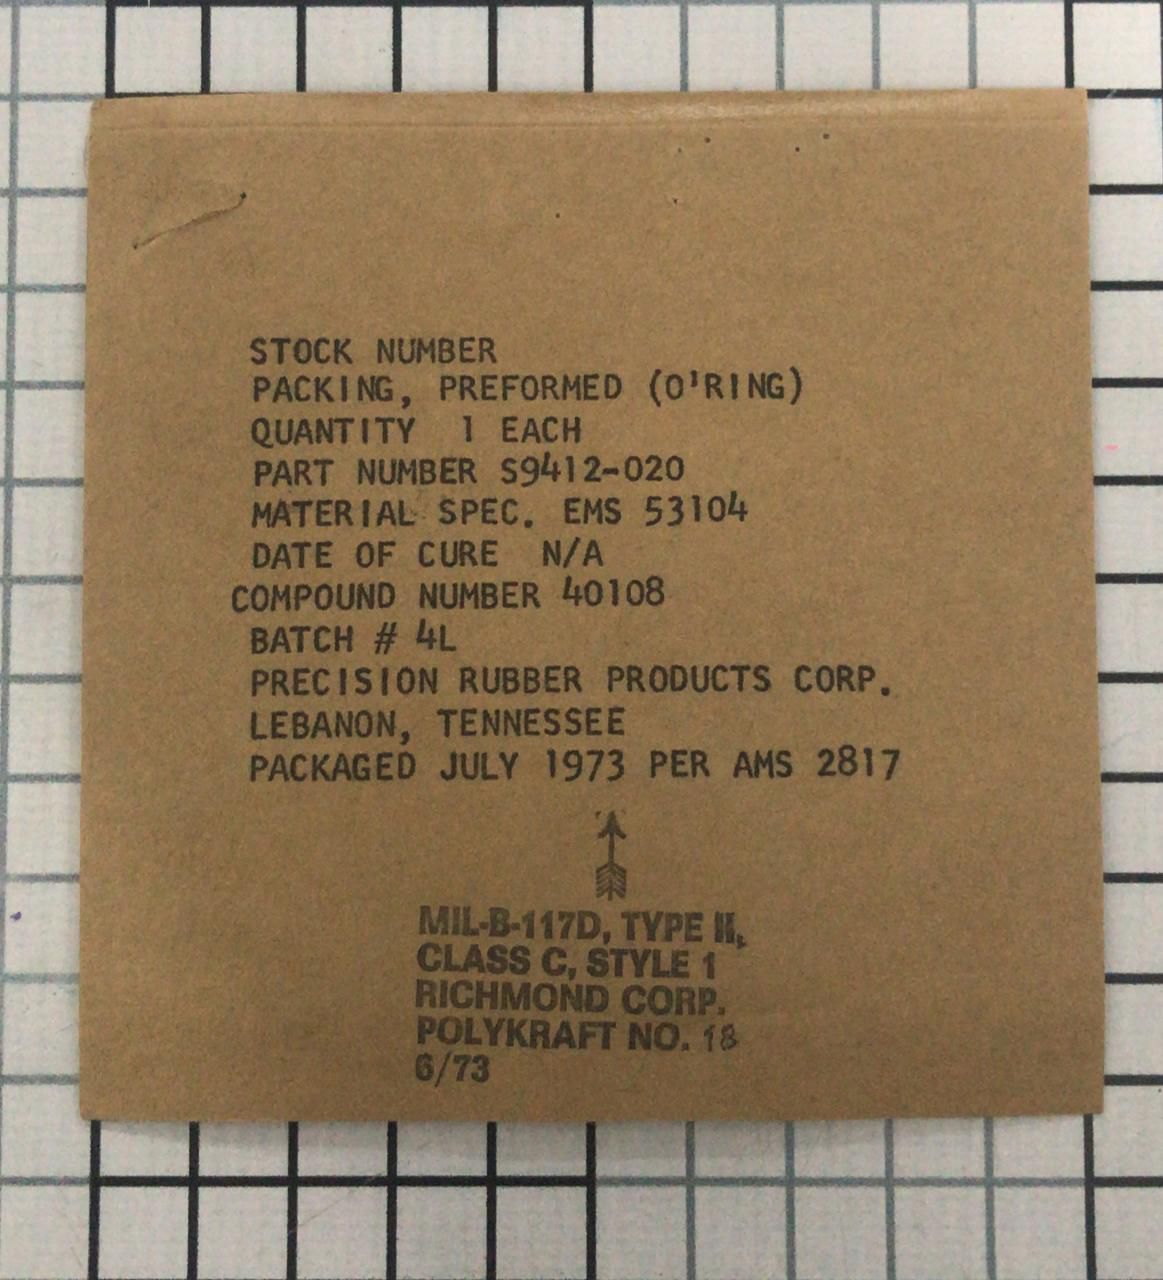 STOCK NUMBER
PACKING, PREFORMED (O'RING)
QUANTITY 1 EACH
PART NUMBER S9412-020
MATERIAL SPEC. EMS 53104
DATE OF CURE N/A
COMPOUND NUMBER 40108
BATCH # 4L
PRECISION RUBBER PRODUCTS CORP.
LEBANON, TENNESSEE
PACKAGED JULY 1973 PER AMS 2817
MIL-B-117D, TYPE II,
CLASS C, STYLE 1
RICHMOND CORP.
POLYKRAFT NO. 18
6/73